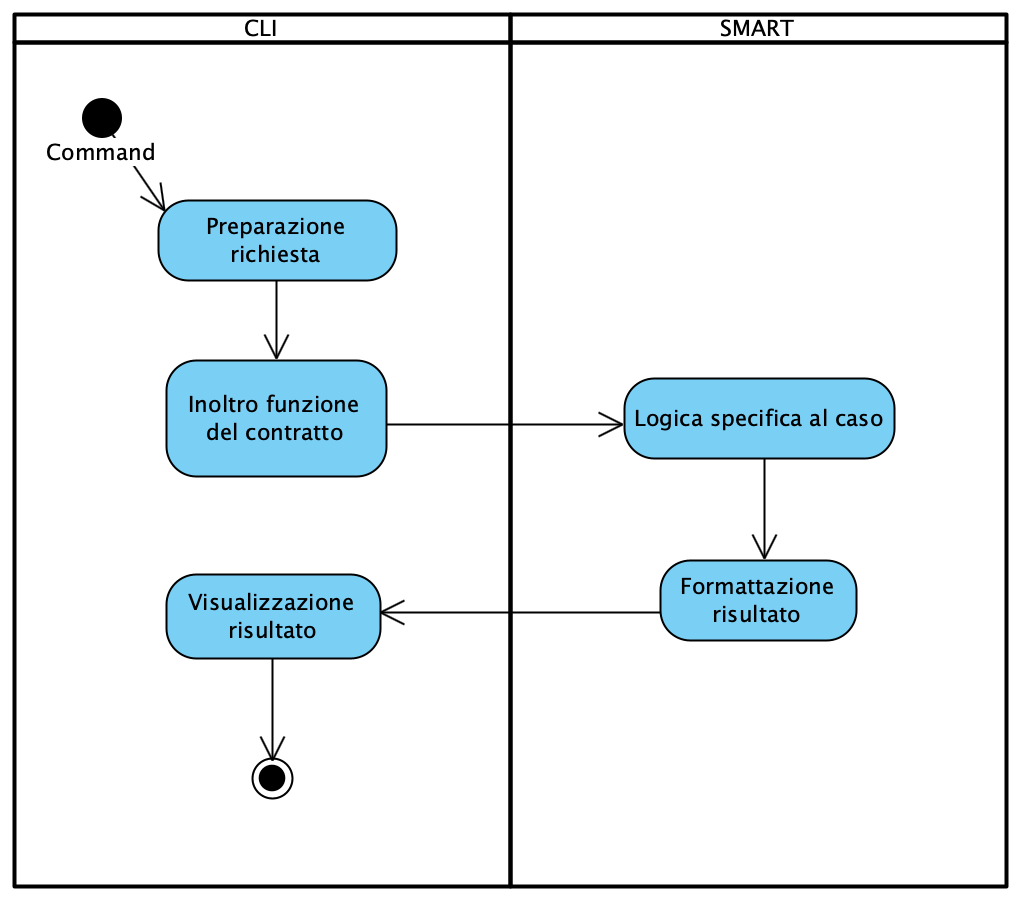 CLI
SMART
Command
Preparazione
richiesta
Inoltro funzione
del contratto
Logica specifica al caso
Formattazione
risultato
Visualizzazione
risultato